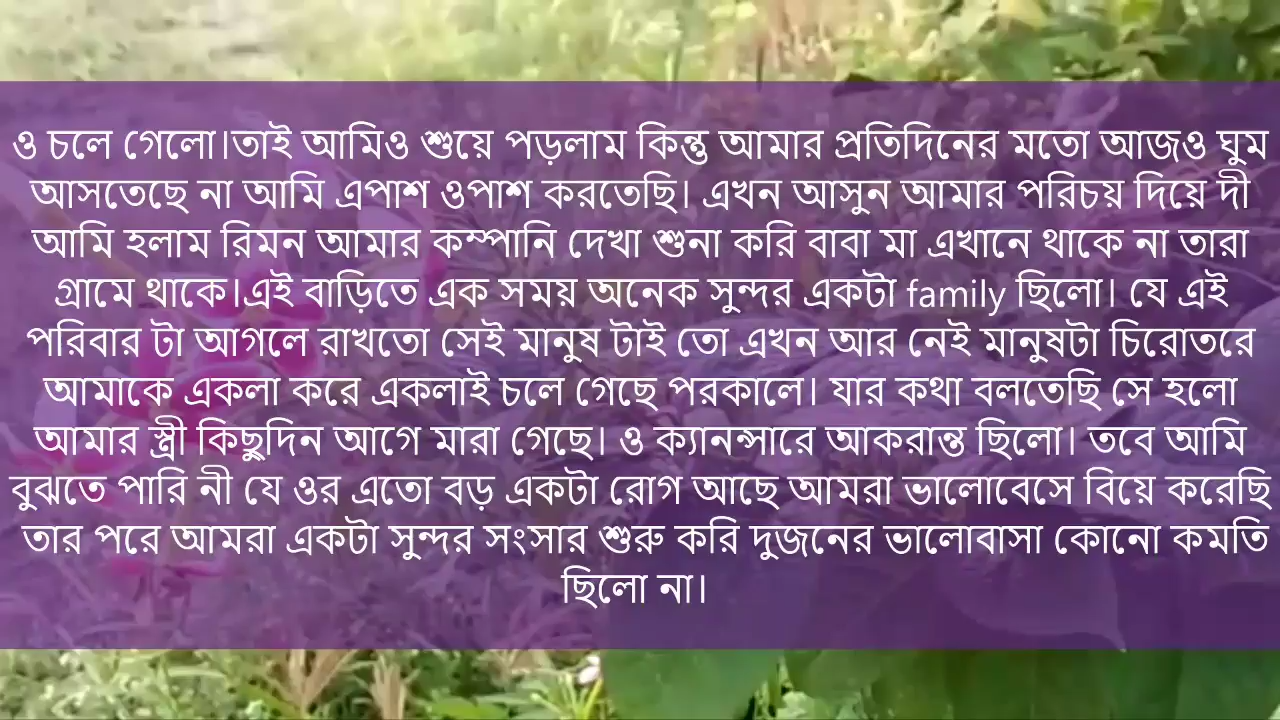 ও চলে গেলো।তাই আমিও শুয়ে পড়লাম কিন্তু আমার প্রতিদিনের মতো আজও ঘুম
আসতেছে না আমি এপাশ ওপাশ করতেছি। এখন আসুন আমার পরিচয় দিয়ে দী
আমি হলাম রিমন আমার কম্পানি দেখা শুনা করি বাবা মা এখানে থাকে না তারা
গ্রামে থাকে।এই বাড়িতে এক সময় অনেক সুন্দর একটা family ছিলো। যে এই
পরিবার টা আগলে রাখতো সেই মানুষ টাই তো এখন আর নেই মানুষটা চিরোতরে
আমাকে একলা করে একলাই চলে গেছে পরকালে। যার কথা বলতেছি সে হলো
আমার স্ত্রী কিছুদিন আগে মারা গেছে। ও ক্যানন্সারে আকরান্ত ছিলো। তবে আমি
বুঝতে পারি নী যে ওর এতো বড় একটা রোগ আছে আমরা ভালোবেসে বিয়ে করেছি
তার পরে আমরা একটা সুন্দর সংসার শুরু করি দুজনের ভালোবাসা কোনো কমতি
ছিলো না।